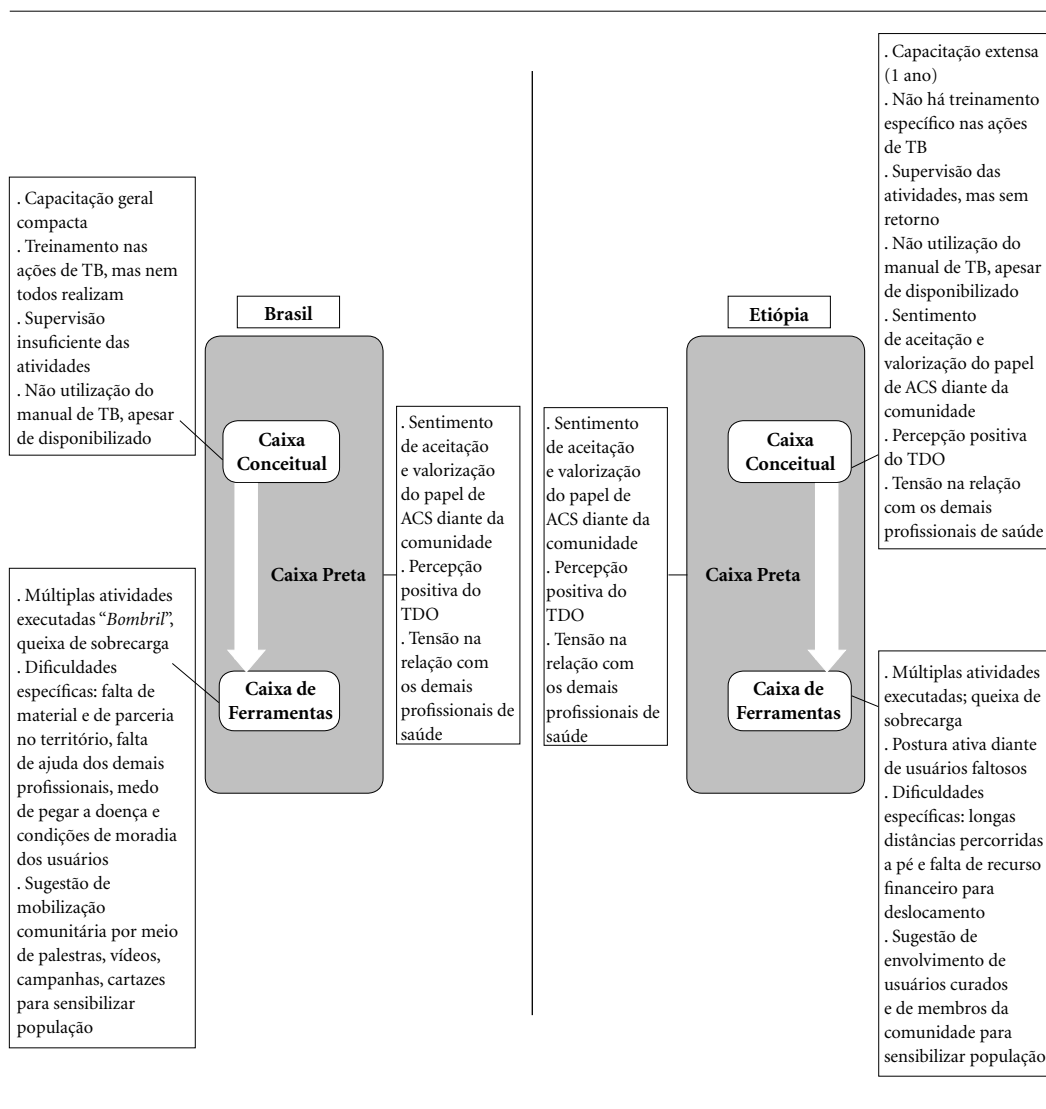 . Capacitação geral
compacta
. Treinamento nas
ações de TB, mas nem
todos realizam
. Supervisão
insuficiente das
atividades
. Não utilização do
manual de TB, apesar
de disponibilizado
. Múltiplas atividades
executadas “Bombril”,
queixa de sobrecarga
. Dificuldades
específicas: falta de
material e de parceria
no território, falta
de ajuda dos demais
profissionais, medo
de pegar a doença e
condições de moradia
dos usuários
. Sugestão de
mobilização
comunitária por meio
de palestras, vídeos,
campanhas, cartazes
para sensibilizar
população
Brasil
Caixa
Conceitual
Caixa Preta
Caixa de
Ferramentas
. Sentimento
de aceitação
e valorização
do papel de
ACS diante da
comunidade
. Percepção
positiva do
TDO
. Tensão na
relação com
os demais
profissionais de
saúde
. Sentimento
de aceitação
e valorização
do papel de
ACS diante da
comunidade
. Percepção
positiva do
TDO
. Tensão na
relação com
os demais
profissionais de
saúde
Etiópia
Caixa
Conceitual
Caixa Preta
Caixa de
Ferramentas
. Capacitação extensa
(1 ano)
. Não há treinamento
específico nas ações
de TB
. Supervisão das
atividades, mas sem
retorno
. Não utilização do
manual de TB, apesar
de disponibilizado
. Sentimento
de aceitação e
valorização do papel
de ACS diante da
comunidade
. Percepção positiva
do TDO
. Tensão na relação
com os demais
profissionais de saúde
. Múltiplas atividades
executadas; queixa de
sobrecarga
. Postura ativa diante
de usuários faltosos
. Dificuldades
específicas: longas
distâncias percorridas
a pé e falta de recurso
financeiro para
deslocamento
. Sugestão de
envolvimento de
usuários curados
e de membros da
comunidade para
sensibilizar população